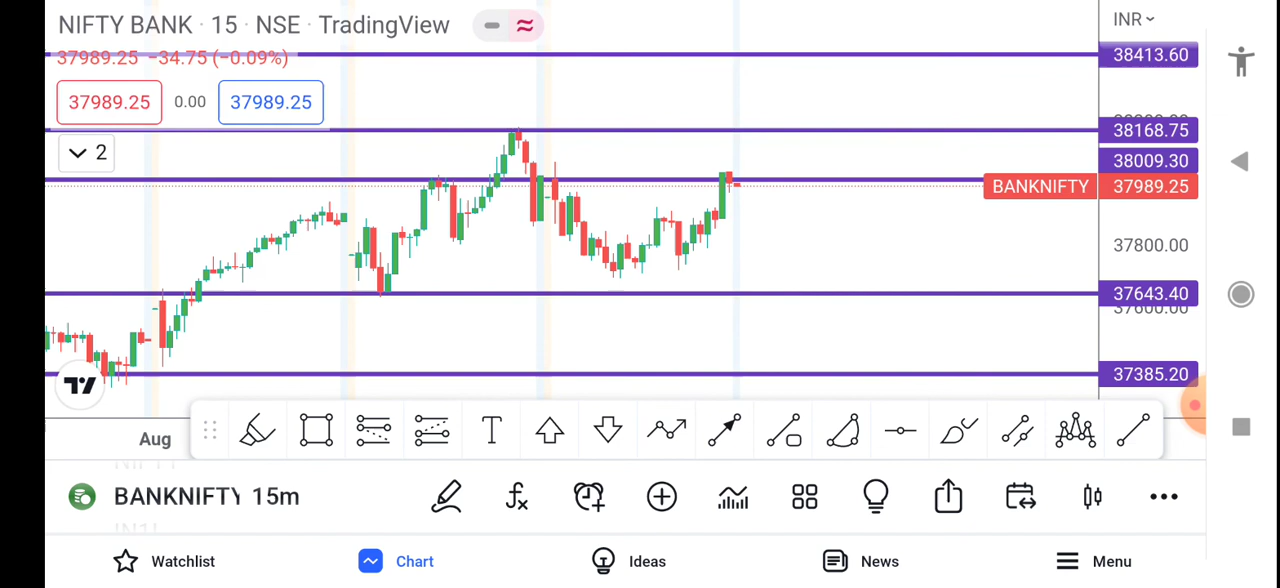 NIFTY BANK · 15 · NSE · TradingView
INR
37989.25 −34.75 (−0.09%)
37989.25 0.00 37989.25
2
38413.60
38168.75
38009.30
BANKNIFTY 37989.25
37800.00
37643.40
37600.00
37385.20
Aug
T
BANKNIFTY 15m
Watchlist
Chart
Ideas
News
Menu